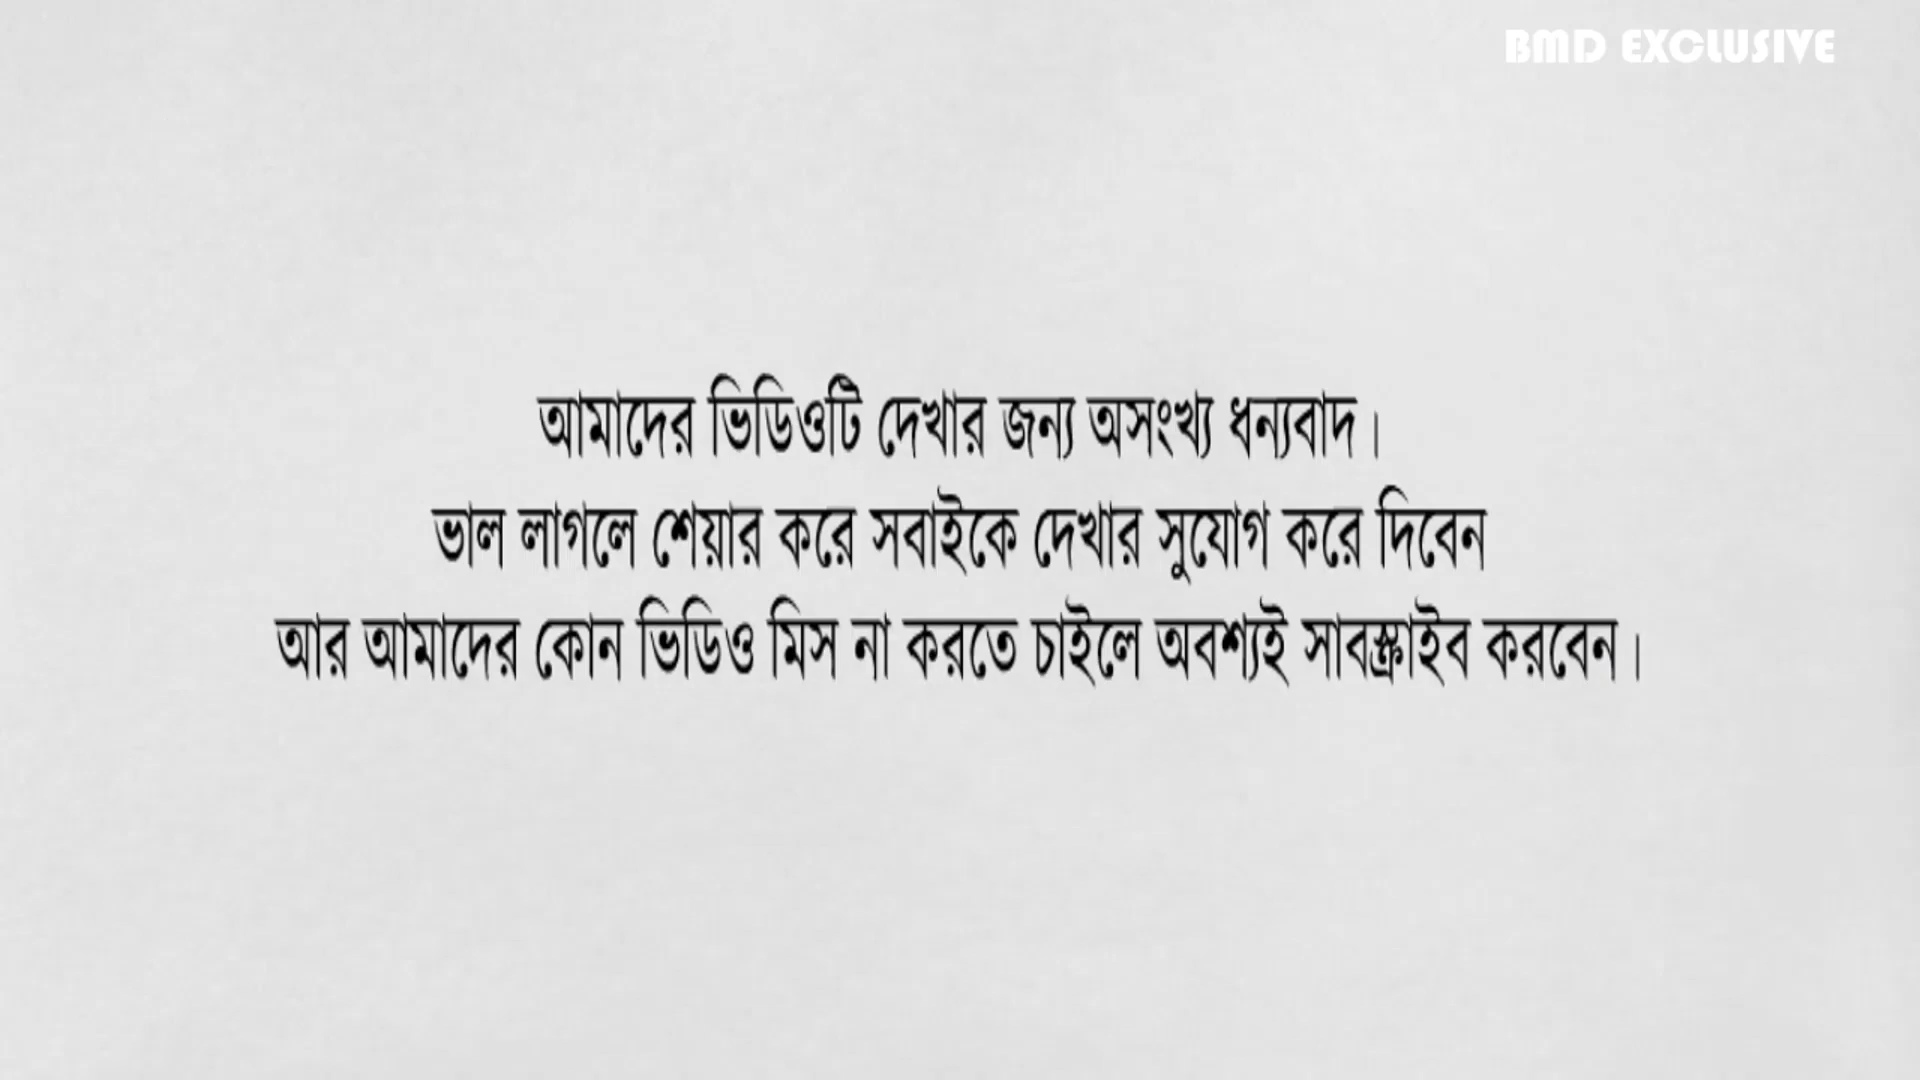 BMD EXCLUSIVE
আমাদের ভিডিওটি দেখার জন্য অসংখ্য ধন্যবাদ।
ভাল লাগলে শেয়ার করে সবাইকে দেখার সুযোগ করে দিবেন
আর আমাদের কোন ভিডিও মিস না করতে চাইলে অবশ্যই সাবস্ক্রাইব করবেন।